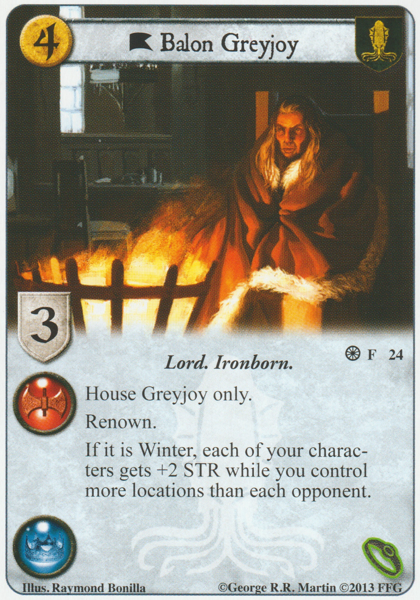 4
Balon Greyjoy
3
Lord. Ironborn.
F 24
House Greyjoy only.
Renown.
If it is Winter, each of your charac-
ters gets +2 STR while you control
more locations than each opponent.
Illus. Raymond Bonilla
©George R.R. Martin ©2013 FFG